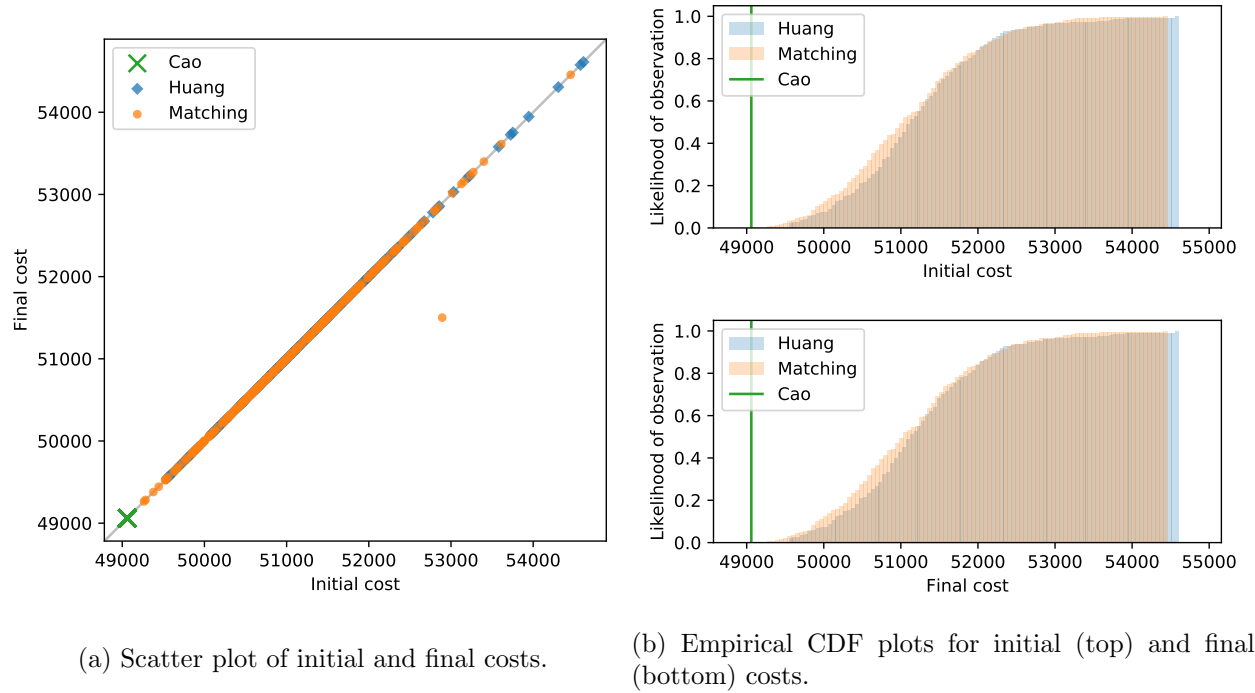 Cao
Huang
Matching
54000
53000
52000
51000
50000
49000
Final cost
49000 50000 51000 52000 53000 54000
Initial cost
(a) Scatter plot of initial and final costs.
1.0
0.8
0.6
0.4
0.2
0.0
Likelihood of observation
Huang
Matching
Cao
49000 50000 51000 52000 53000 54000 55000
Initial cost
1.0
0.8
0.6
0.4
0.2
0.0
Likelihood of observation
Huang
Matching
Cao
49000 50000 51000 52000 53000 54000 55000
Final cost
(b) Empirical CDF plots for initial (top) and final
(bottom) costs.